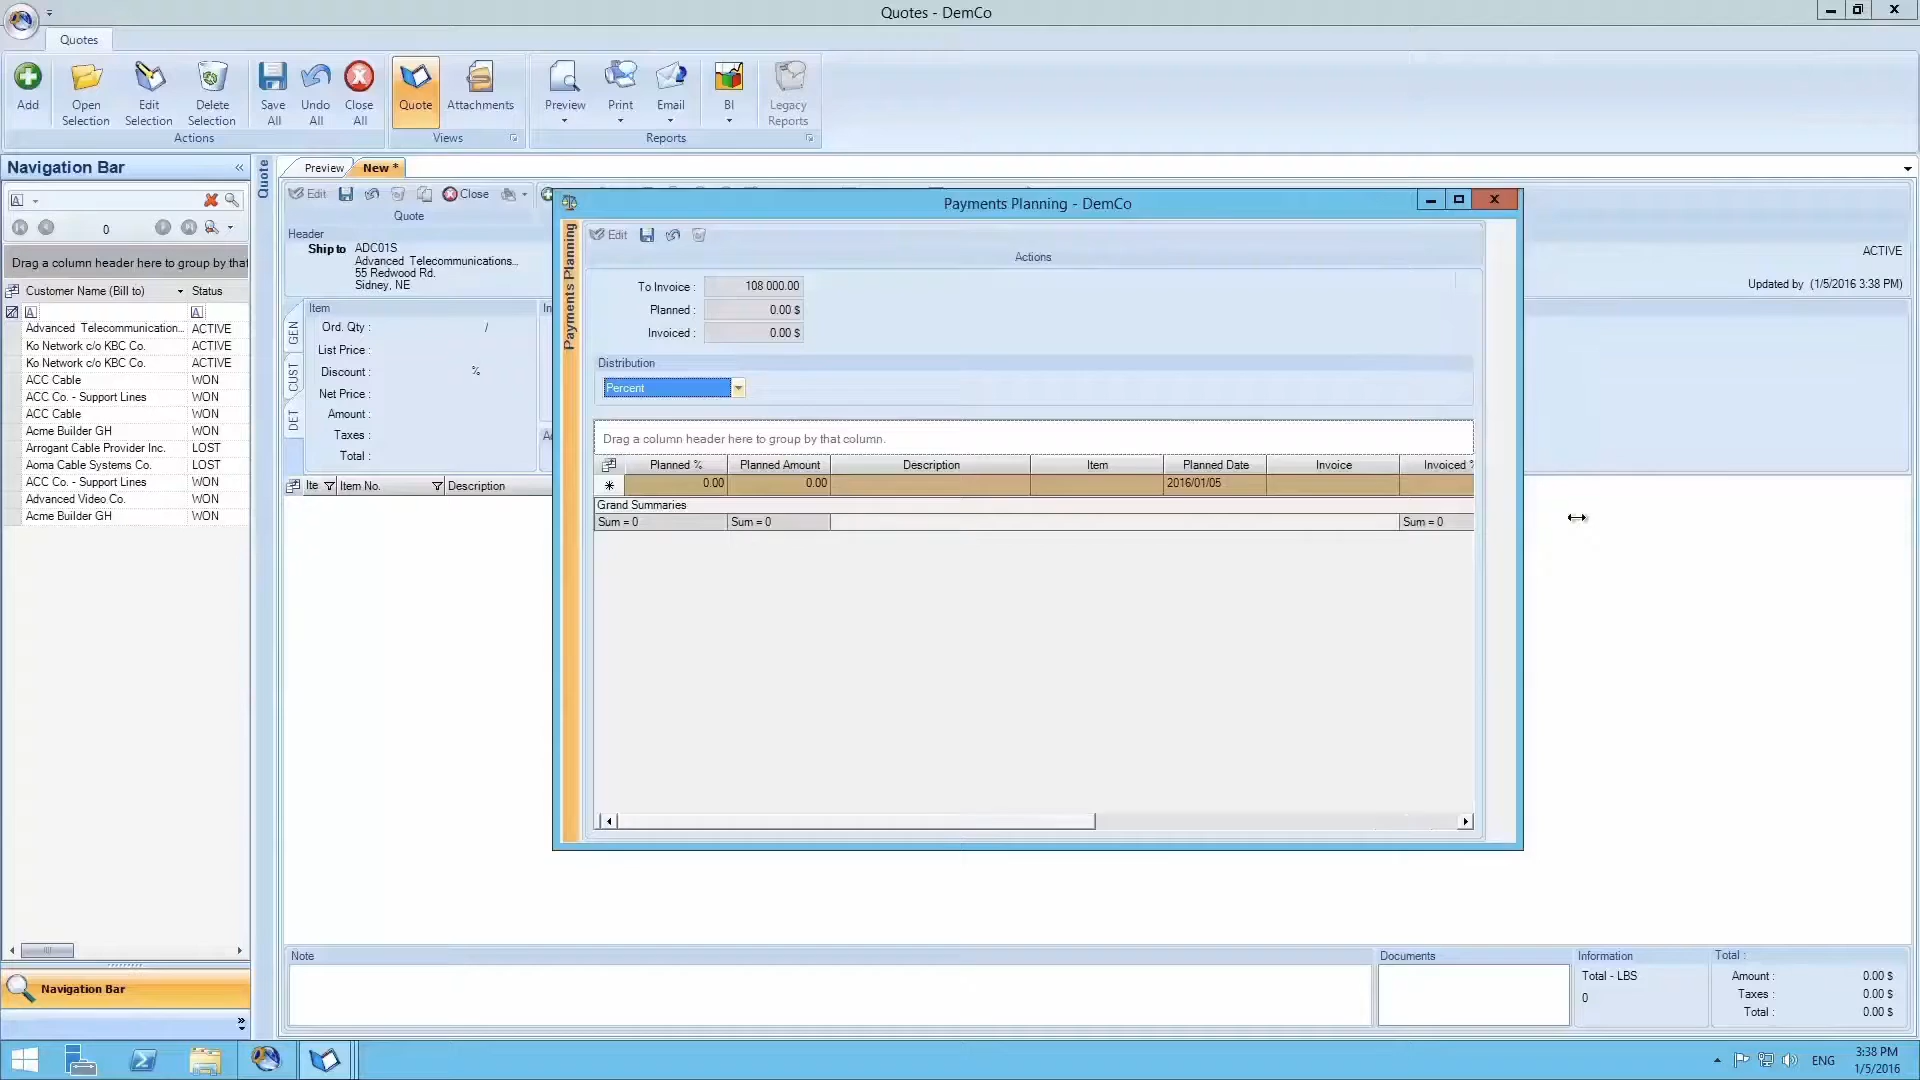 Quotes - DemCo
Quotes
Add
Open Selection
Edit Selection
Delete Selection
Save All
Undo All
Close All
Quote
Attachments
Preview
Print
Email
BI
Legacy Reports
Actions
Views
Reports
Navigation Bar
0
Drag a column header here to group by that
Customer Name (Bill to)
Status
Advanced Telecommunication... ACTIVE
Ko Network c/o KBC Co. ACTIVE
Ko Network c/o KBC Co. ACTIVE
ACC Cable WON
ACC Co. - Support Lines WON
ACC Cable WON
Acme Builder GH WON
Arrogant Cable Provider Inc. LOST
Aoma Cable Systems Co. LOST
ACC Co. - Support Lines WON
Advanced Video Co. WON
Acme Builder GH WON
Navigation Bar
Quote
Preview
New *
Edit
Close
Quote
Header
Ship to ADC01S
Advanced Telecommunications...
55 Redwood Rd.
Sidney, NE
GEN
CUST
DET
Item
Ord. Qty : /
List Price :
Discount : %
Net Price :
Amount :
Taxes :
Total :
Ite
Item No.
Description
ACTIVE
Updated by (1/5/2016 3:38 PM)
Payments Planning - DemCo
Payments Planning
Edit
Actions
To Invoice : 108 000.00
Planned : 0.00 $
Invoiced : 0.00 $
Distribution
Percent
Drag a column header here to group by that column.
Planned %
Planned Amount
Description
Item
Planned Date
Invoice
Invoiced %
0.00
0.00
2016/01/05
Grand Summaries
Sum = 0
Sum = 0
Sum = 0
Note
Documents
Information
Total - LBS
0
Total :
Amount : 0.00 $
Taxes : 0.00 $
Total : 0.00 $
ENG
3:38 PM
1/5/2016